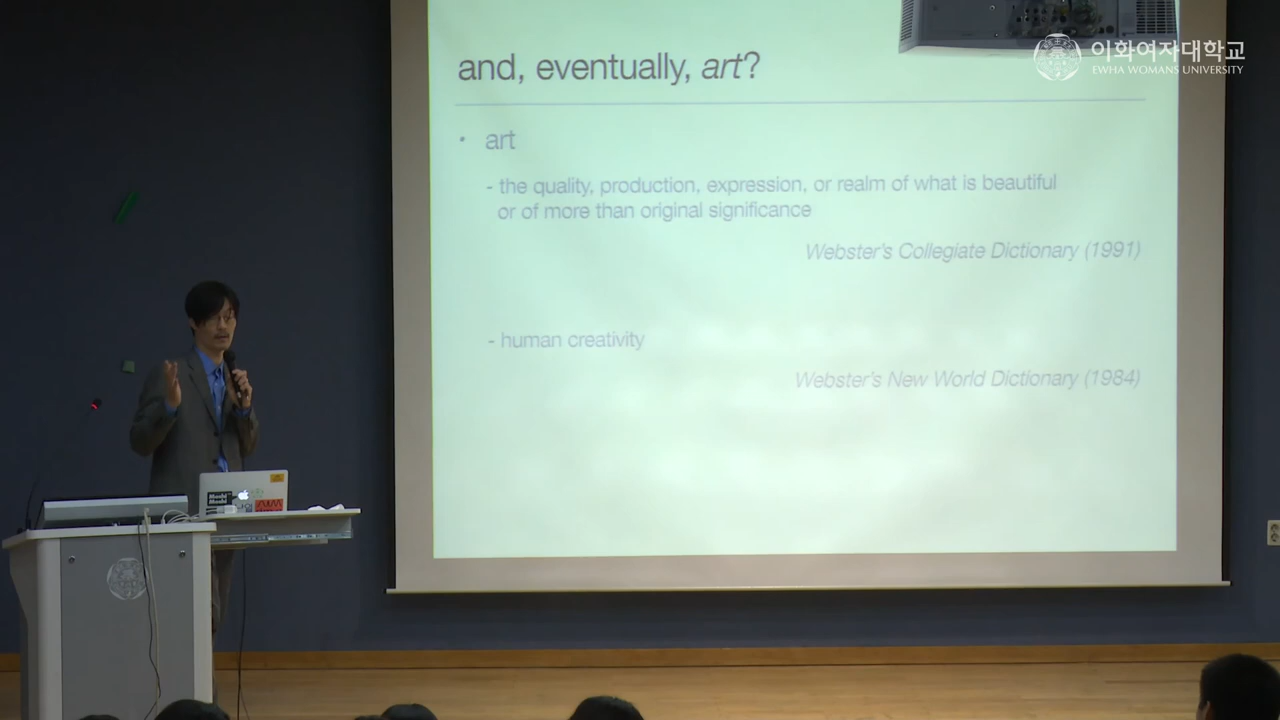 이화여자대학교
EWHA WOMANS UNIVERSITY
and, eventually, art?
• art
- the quality, production, expression, or realm of what is beautiful
or of more than original significance
Webster's Collegiate Dictionary (1991)
- human creativity
Webster's New World Dictionary (1984)